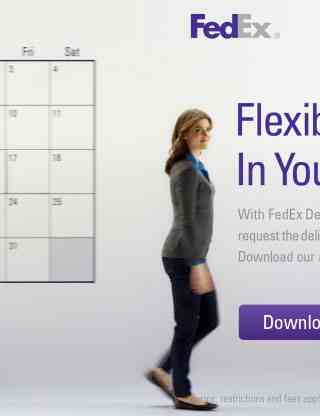 FedEx®
Fri Sat
3 4
10 11
17 18
24 25
Flexib
In You
With FedEx De
request the deli
Download our a
Downlo
restrictions and fees appl